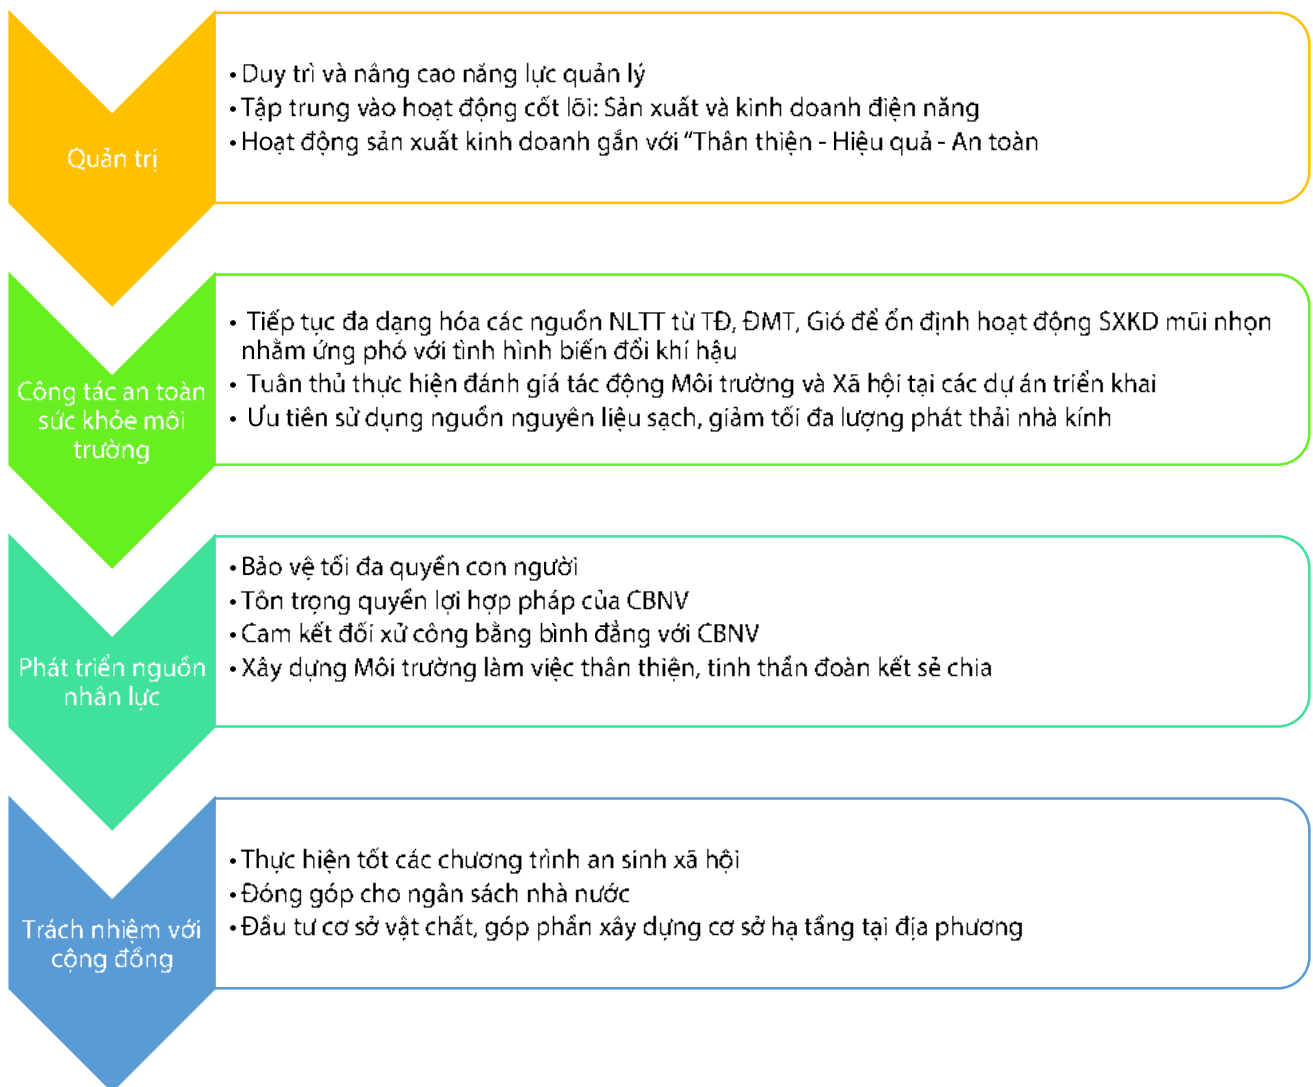 Quản trị
• Duy trì và nâng cao năng lực quản lý
• Tập trung vào hoạt động cốt lõi: Sản xuất và kinh doanh điện năng
• Hoạt động sản xuất kinh doanh gắn với “Thân thiện - Hiệu quả - An toàn
Công tác an toàn
sức khỏe môi
trường
• Tiếp tục đa dạng hóa các nguồn NLTT từ TĐ, ĐMT, Gió để ổn định hoạt động SXKD mũi nhọn
nhằm ứng phó với tình hình biến đổi khí hậu
• Tuân thủ thực hiện đánh giá tác động Môi trường và Xã hội tại các dự án triển khai
• Ưu tiên sử dụng nguồn nguyên liệu sạch, giảm tối đa lượng phát thải nhà kính
Phát triển nguồn
nhân lực
• Bảo vệ tối đa quyền con người
• Tôn trọng quyền lợi hợp pháp của CBNV
• Cam kết đối xử công bằng bình đẳng với CBNV
• Xây dựng Môi trường làm việc thân thiện, tinh thần đoàn kết sẻ chia
Trách nhiệm với
cộng đồng
• Thực hiện tốt các chương trình an sinh xã hội
• Đóng góp cho ngân sách nhà nước
• Đầu tư cơ sở vật chất, góp phần xây dựng cơ sở hạ tầng tại địa phương